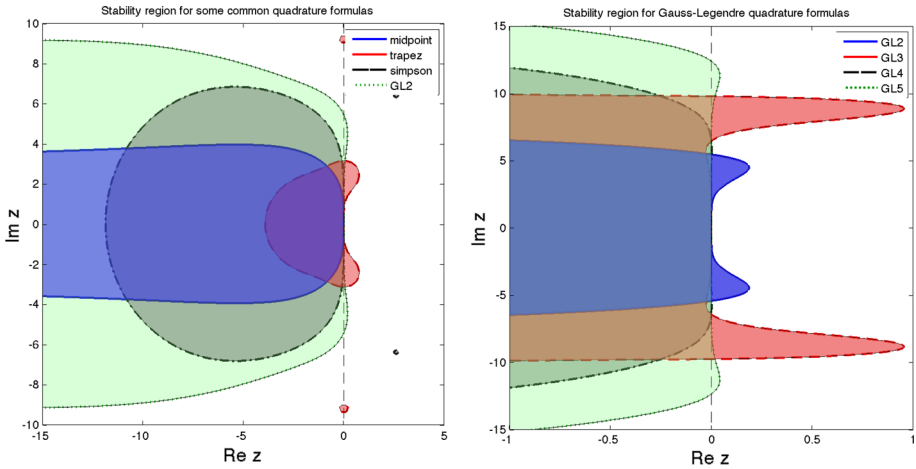 Stability region for some common quadrature formulas
10
8
6
4
2
0
-2
-4
-6
-8
-10
Im z
-15
-10
-5
0
5
Re z
midpoint
trapez
simpson
GL2
Stability region for Gauss-Legendre quadrature formulas
15
10
5
0
-5
-10
-15
Im z
-1
-0.5
0
0.5
1
Re z
GL2
GL3
GL4
GL5